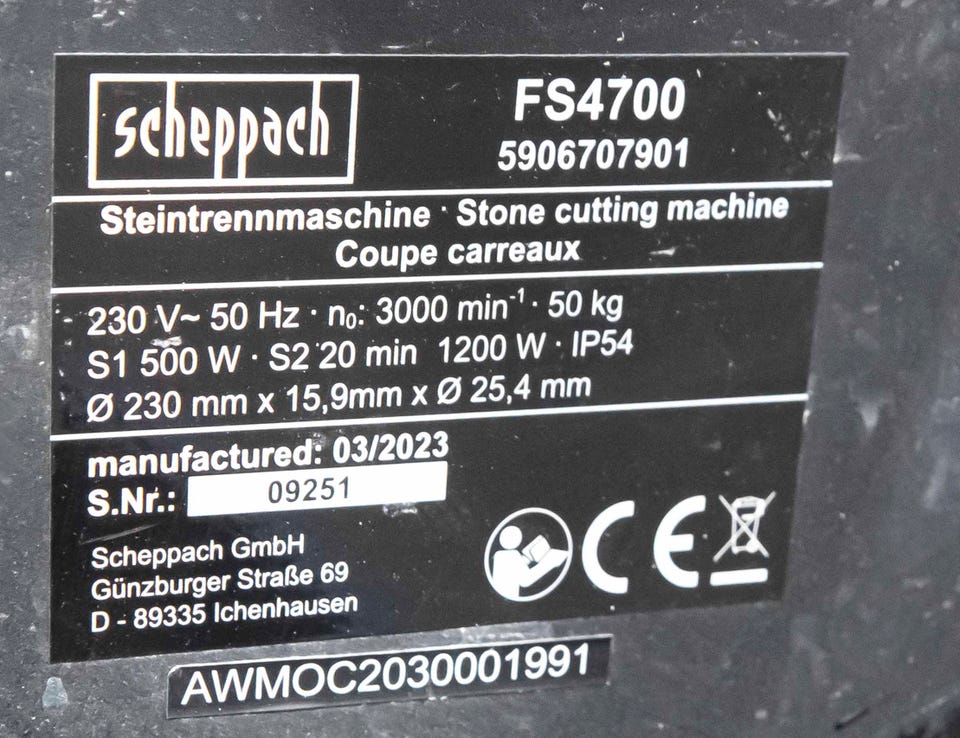 scheppach
FS4700
5906707901
Steintrennmaschine · Stone cutting machine
Coupe carreaux
230 V~ 50 Hz · n₀: 3000 min⁻¹ · 50 kg
S1 500 W · S2 20 min 1200 W · IP54
Ø 230 mm x 15,9mm x Ø 25,4 mm
manufactured: 03/2023
S.Nr.: 09251
Scheppach GmbH
Günzburger Straße 69
D - 89335 Ichenhausen
CE
AWMOC2030001991